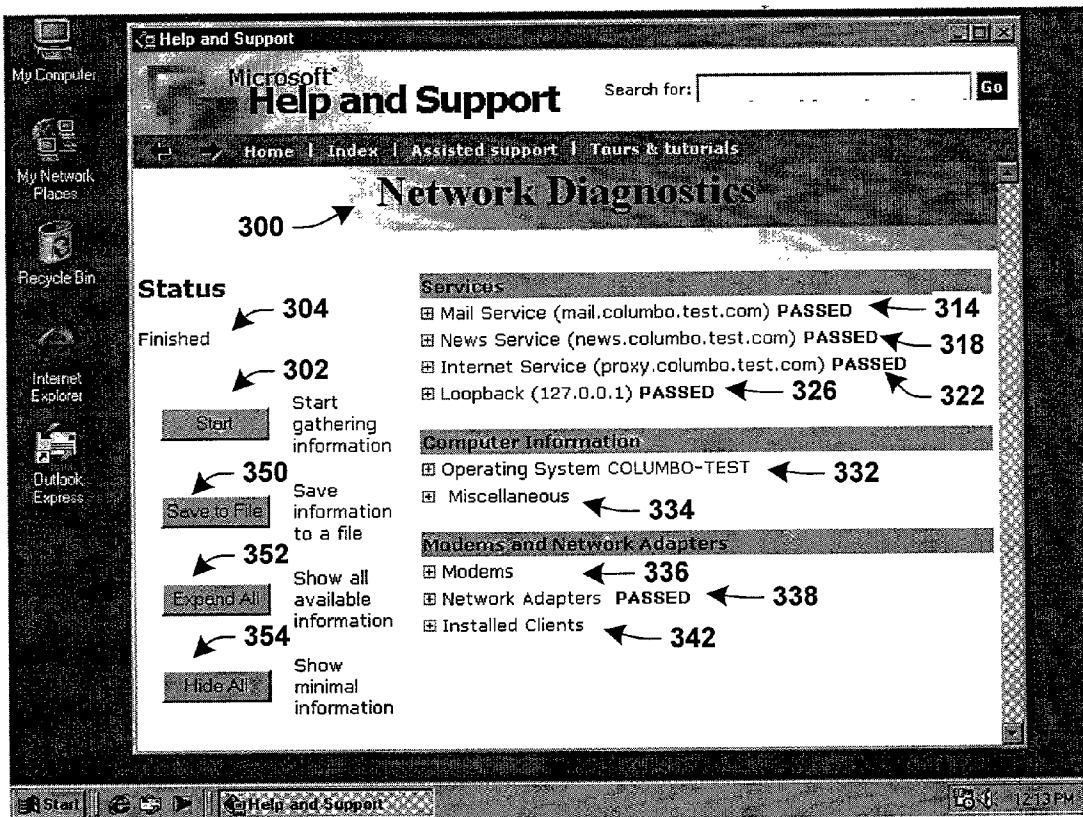 My Computer
My Network
Places
Recycle Bin
Internet
Explorer
Outlook
Express
Help and Support
Microsoft®
Help and Support
Search for:
Go
Home | Index | Assisted support | Tours & tuturials
Network Diagnostics
300
Status
304
Finished
302
Start
Start
gathering
information
350
Save to File
Save
information
to a file
352
Expand All
Show all
available
information
354
Hide All
Show
minimal
information
Services
Mail Service (mail.columbo.test.com) PASSED
314
News Service (news.columbo.test.com) PASSED
318
Internet Service (proxy.columbo.test.com) PASSED
322
Loopback (127.0.0.1) PASSED
326
Computer Information
Operating System COLUMBO-TEST
332
Miscellaneous
334
Modems and Network Adapters
Modems
336
Network Adapters PASSED
338
Installed Clients
342
Start
Help and Support
12:13 PM